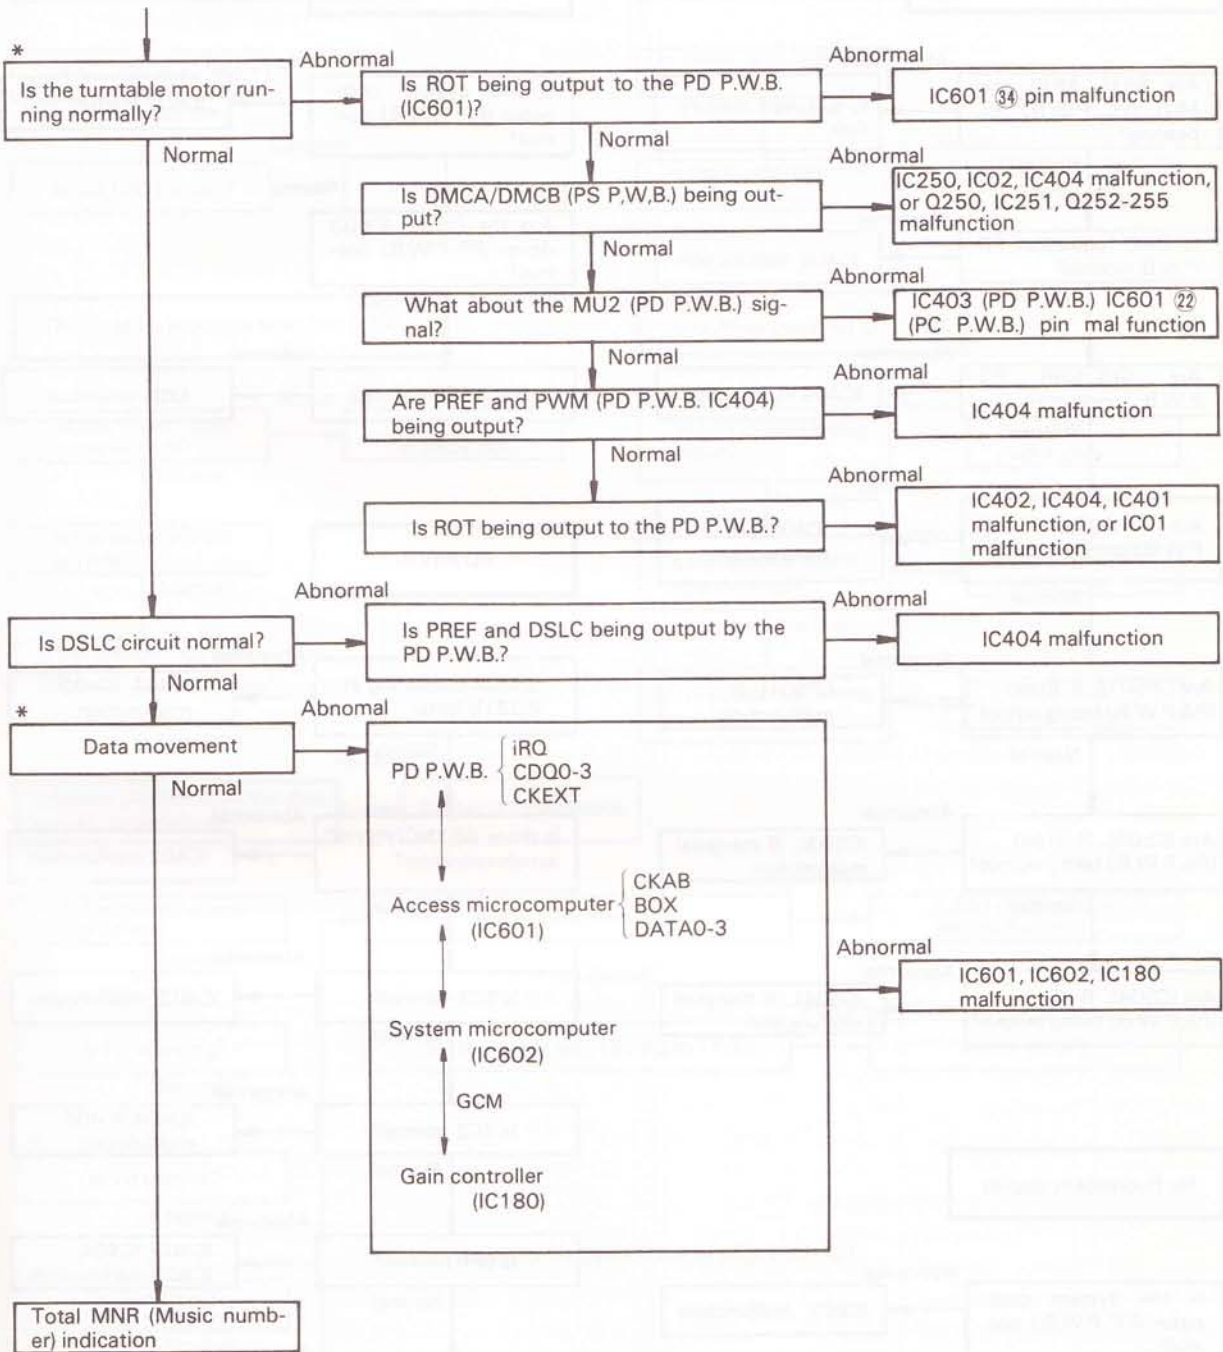 *
Is the turntable motor run-
ning normally?
Abnormal
Is ROT being output to the PD P.W.B.
(IC601)?
Abnormal
IC601 ㉞ pin malfunction
Normal
Normal
Is DMCA/DMCB (PS P,W,B.) being out-
put?
Abnormal
IC250, IC02, IC404 malfunction,
or Q250, IC251, Q252-255
malfunction
Normal
What about the MU2 (PD P.W.B.) sig-
nal?
Abnormal
IC403 (PD P.W.B.) IC601 ㉒
(PC P.W.B.) pin mal function
Normal
Are PREF and PWM (PD P.W.B. IC404)
being output?
Abnormal
IC404 malfunction
Normal
Is ROT being output to the PD P.W.B.?
Abnormal
IC402, IC404, IC401
malfunction, or IC01
malfunction
Is DSLC circuit normal?
Abnormal
Is PREF and DSLC being output by the
PD P.W.B.?
Abnormal
IC404 malfunction
Normal
*
Data movement
Abnomal
Normal
PD P.W.B.
iRQ
CDQ0-3
CKEXT
Access microcomputer
(IC601)
CKAB
BOX
DATA0-3
System microcomputer
(IC602)
GCM
Gain controller
(IC180)
Abnormal
IC601, IC602, IC180
malfunction
Total MNR (Music numb-
er) indication